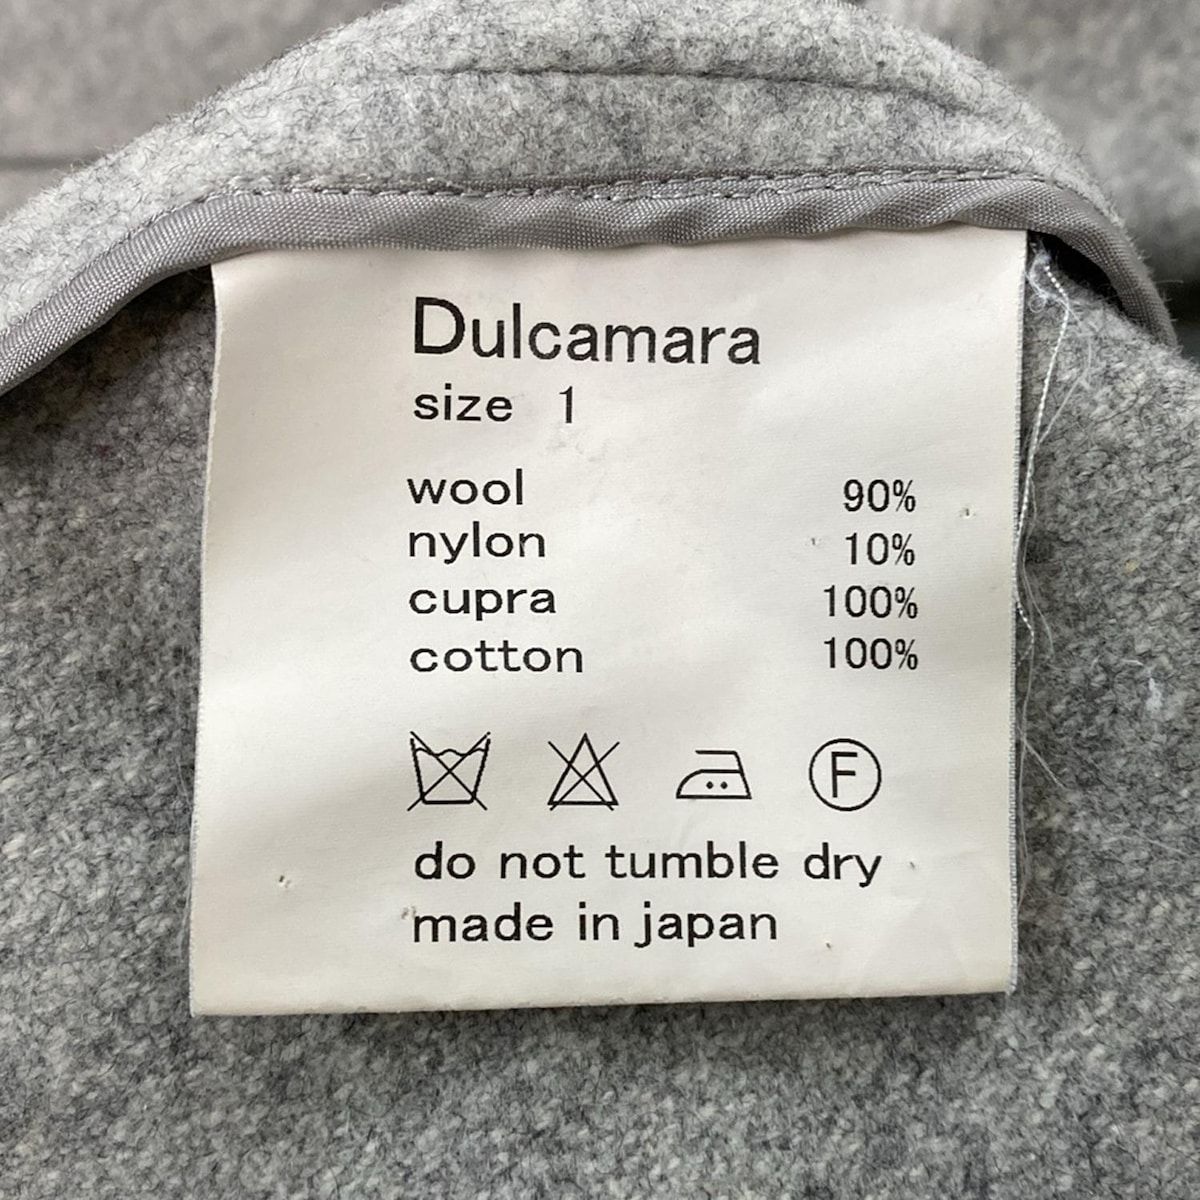 Dulcamara
size 1
wool 90%
nylon 10%
cupra 100%
cotton 100%
F
do not tumble dry
made in japan